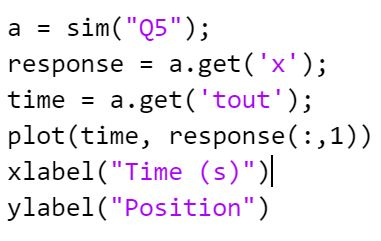 a = sim("Q5");
response = a.get('x');
time = a.get('tout');
plot(time, response(:,1))
xlabel("Time (s)")
ylabel("Position")